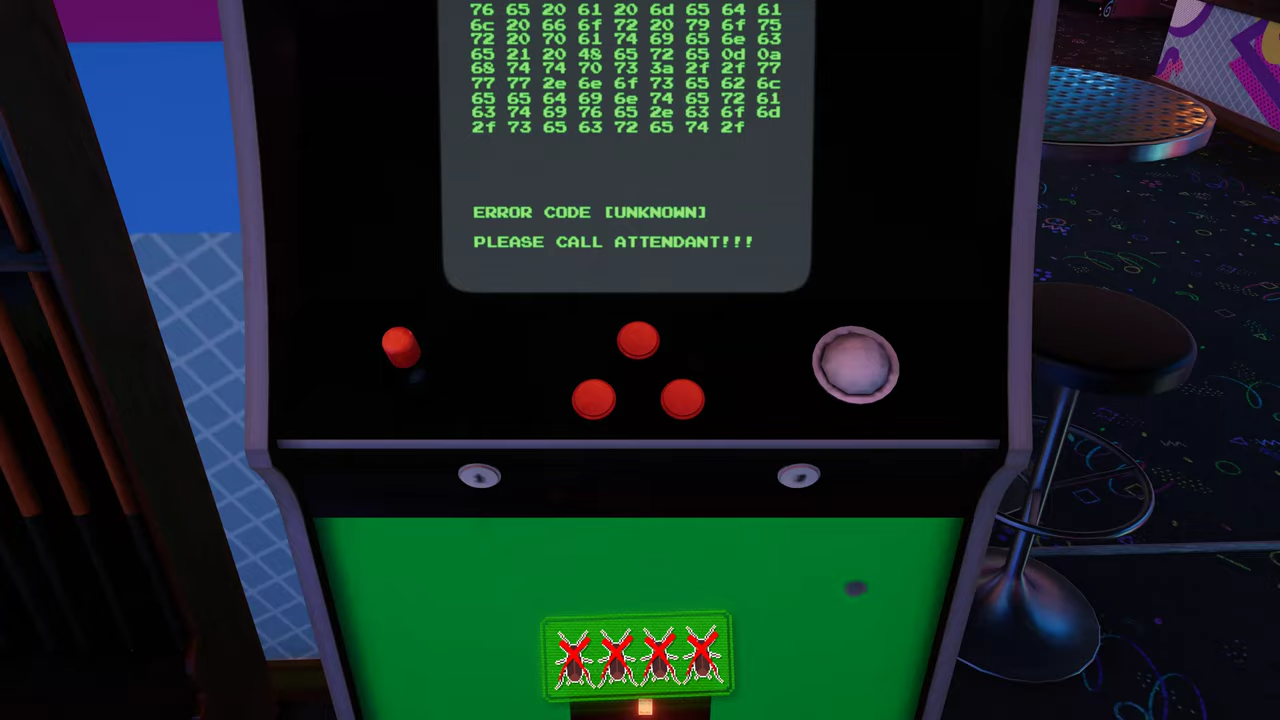 76 65 20 61 20 6d 65 64 61
6c 20 66 6f 72 20 79 6f 75
72 20 70 61 74 69 65 6e 63
65 21 20 48 65 72 65 0d 0a
68 74 74 70 73 3a 2f 2f 77
77 77 2e 6e 6f 73 65 62 6c
65 65 64 69 6e 74 65 72 61
63 74 69 76 65 2e 63 6f 6d
2f 73 65 63 72 65 74 2f
ERROR CODE [UNKNOWN]
PLEASE CALL ATTENDANT!!!